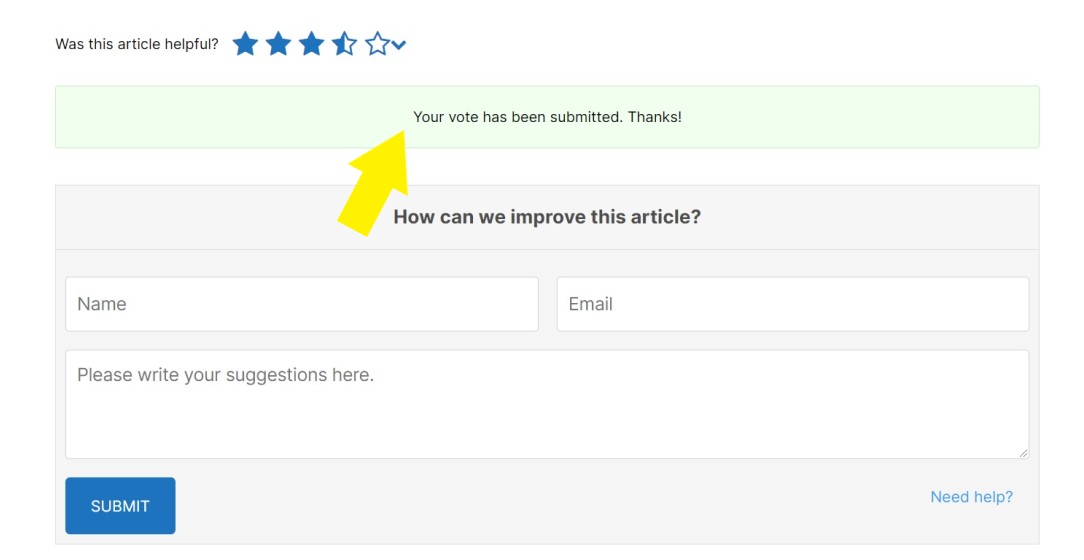 Was this article helpful?
Your vote has been submitted. Thanks!
How can we improve this article?
Name
Email
Please write your suggestions here.
SUBMIT
Need help?